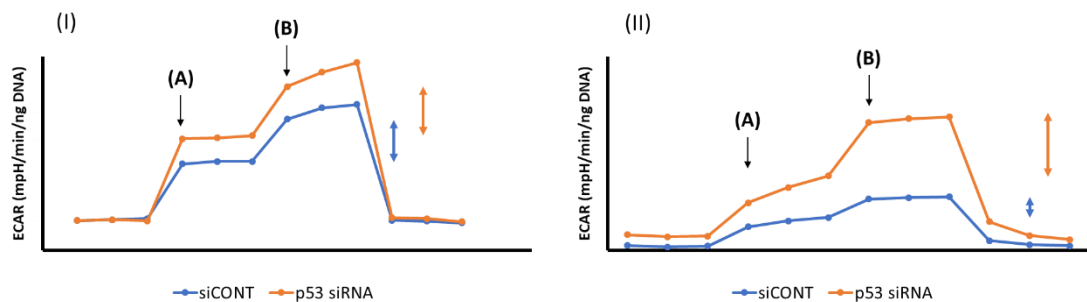 (I)
(A)
(B)
ECAR (mpH/min/ng DNA)
siCONT
p53 siRNA
(II)
(A)
(B)
ECAR (mpH/min/ng DNA)
siCONT
p53 siRNA